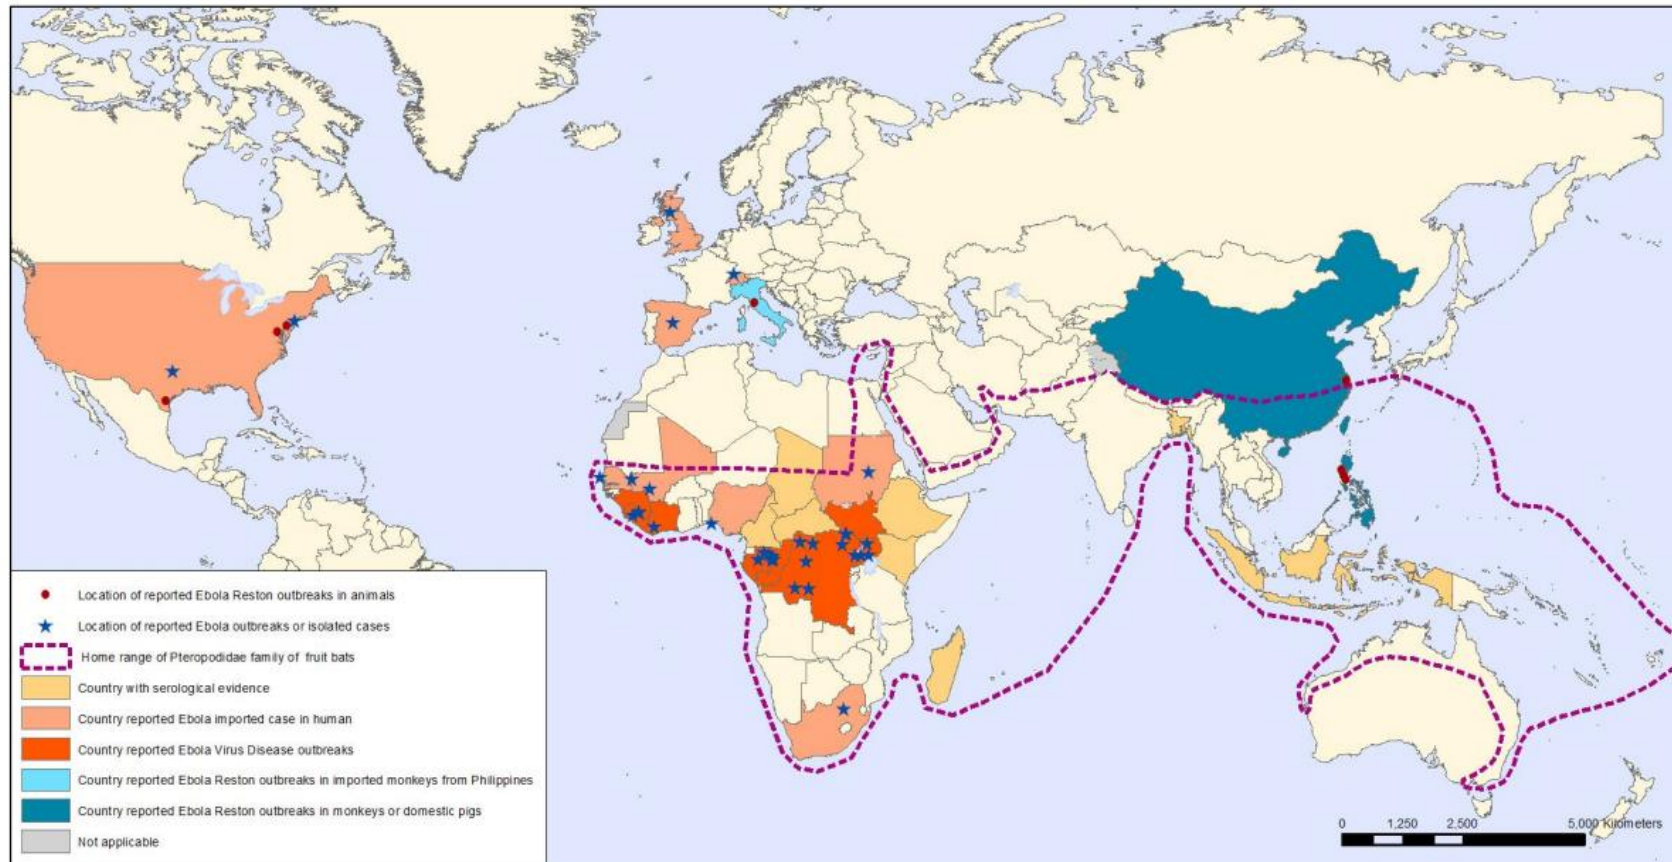 Location of reported Ebola Reston outbreaks in animals
Location of reported Ebola outbreaks or isolated cases
Home range of Pteropodidae family of fruit bats
Country with serological evidence
Country reported Ebola imported case in human
Country reported Ebola Virus Disease outbreaks
Country reported Ebola Reston outbreaks in imported monkeys from Philippines
Country reported Ebola Reston outbreaks in monkeys or domestic pigs
Not applicable
0 1,250 2,500 5,000 Kilometers